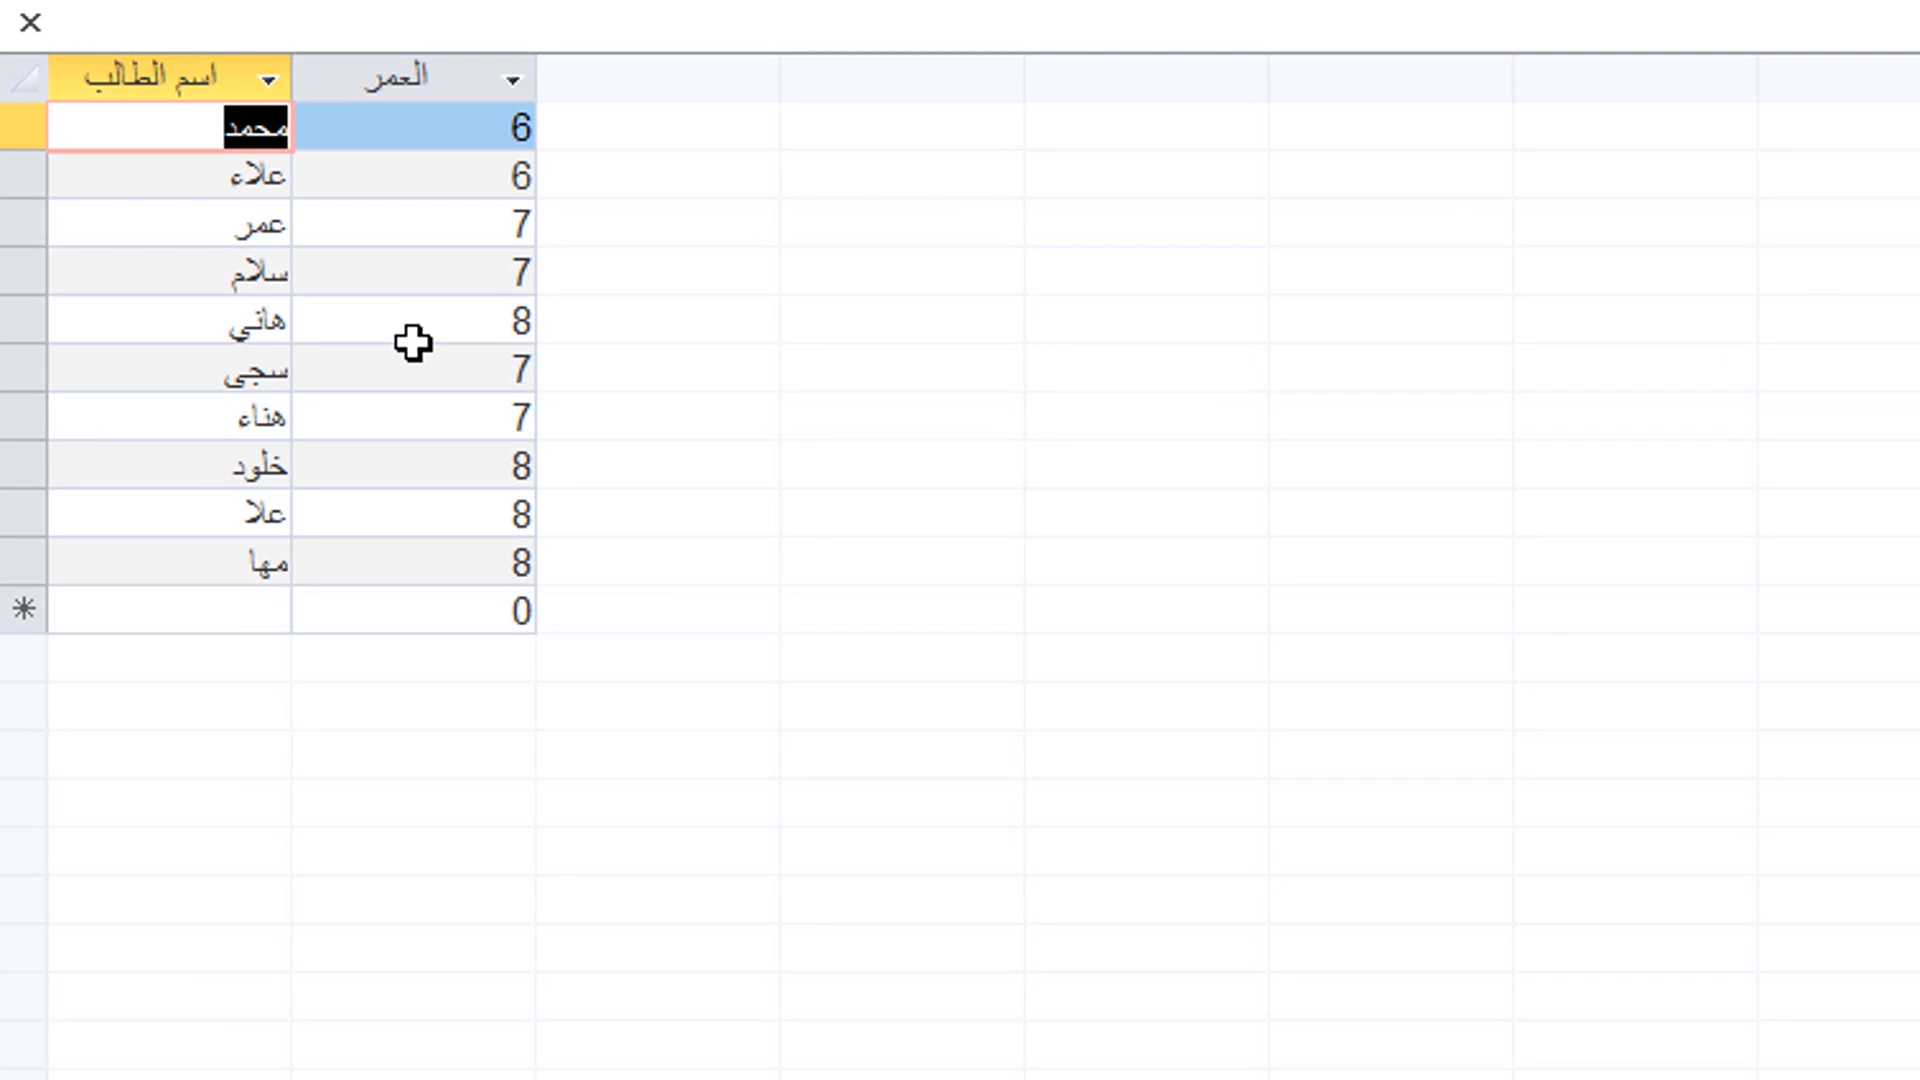 اسم الطالب العمر
محمد 6
علاء 6
عمر 7
سلام 7
هاني 8
سجى 7
هناء 7
خلود 8
علا 8
مها 8
0